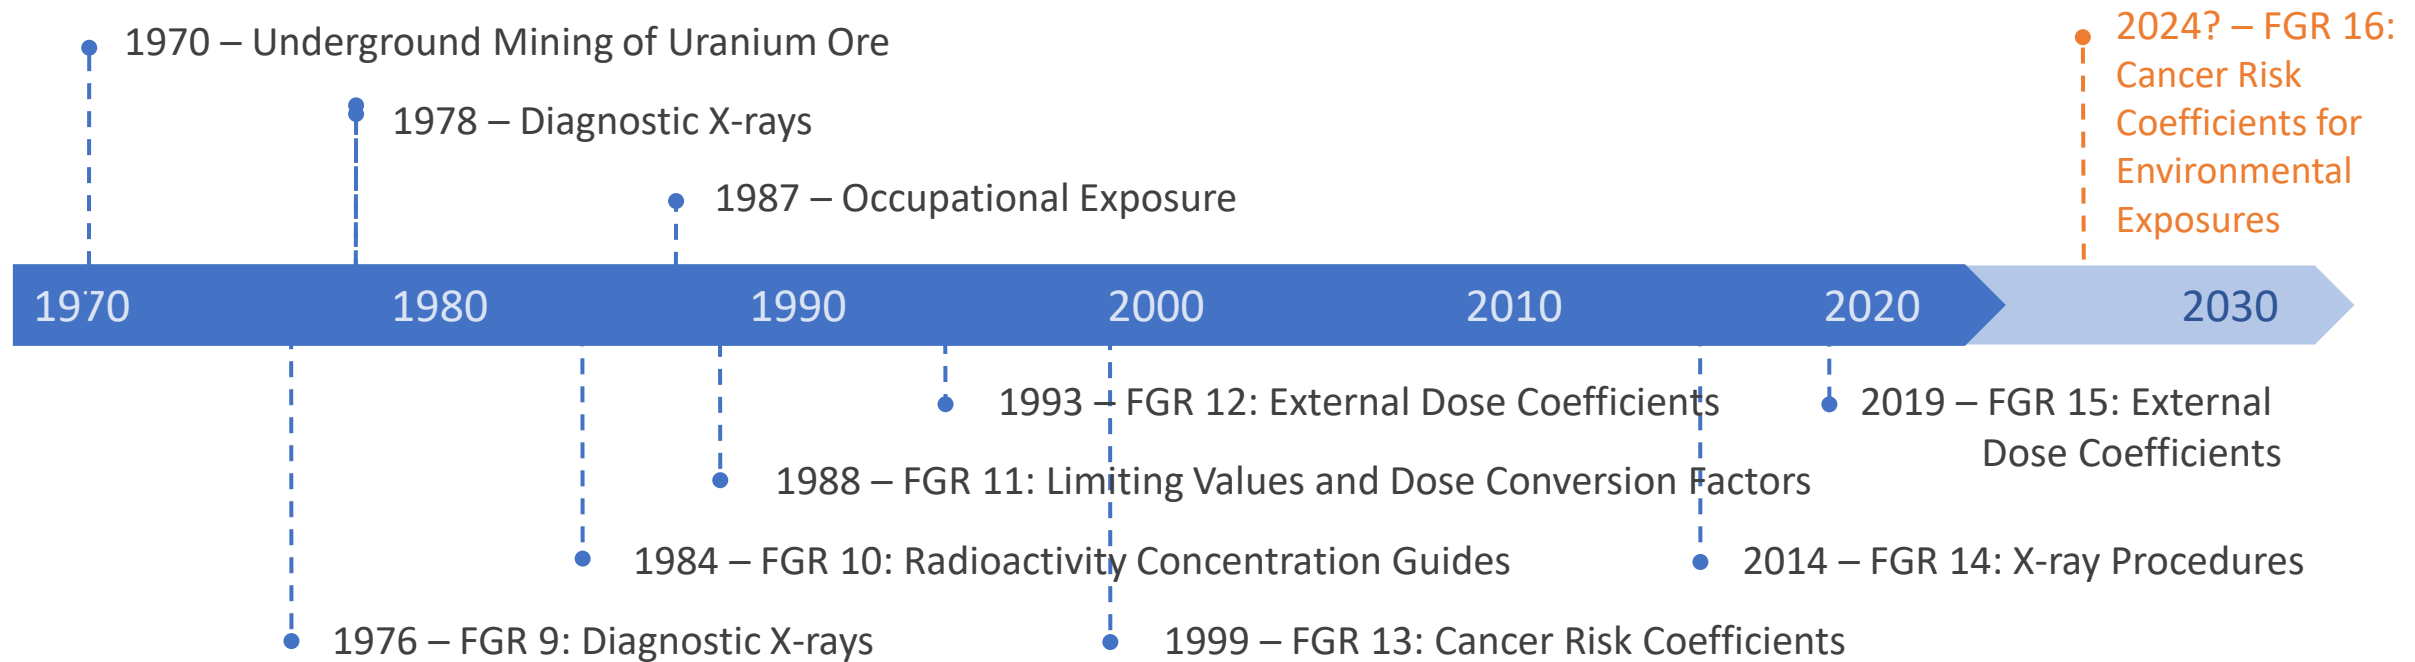 1970 – Underground Mining of Uranium Ore
1978 – Diagnostic X-rays
1987 – Occupational Exposure
2024? – FGR 16:
Cancer Risk
Coefficients for
Environmental
Exposures
1970
1980
1990
2000
2010
2020
2030
1993 – FGR 12: External Dose Coefficients
2019 – FGR 15: External
Dose Coefficients
1988 – FGR 11: Limiting Values and Dose Conversion Factors
1984 – FGR 10: Radioactivity Concentration Guides
2014 – FGR 14: X-ray Procedures
1976 – FGR 9: Diagnostic X-rays
1999 – FGR 13: Cancer Risk Coefficients